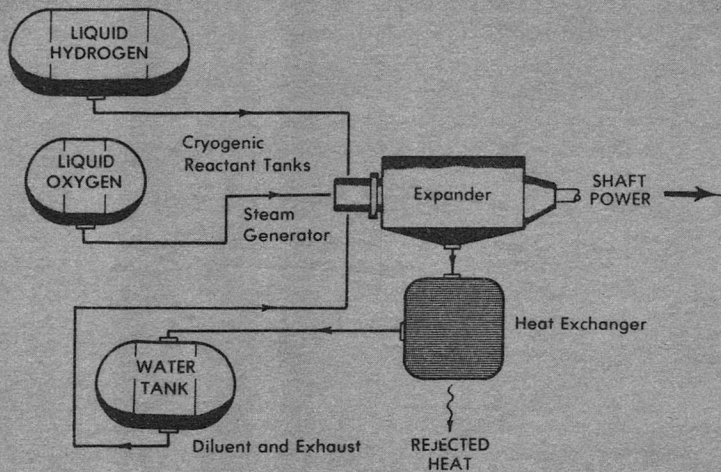 LIQUID
HYDROGEN
LIQUID
OXYGEN
Cryogenic
Reactant Tanks
Steam
Generator
Expander
SHAFT
POWER
Heat Exchanger
WATER
TANK
Diluent and Exhaust
REJECTED
HEAT